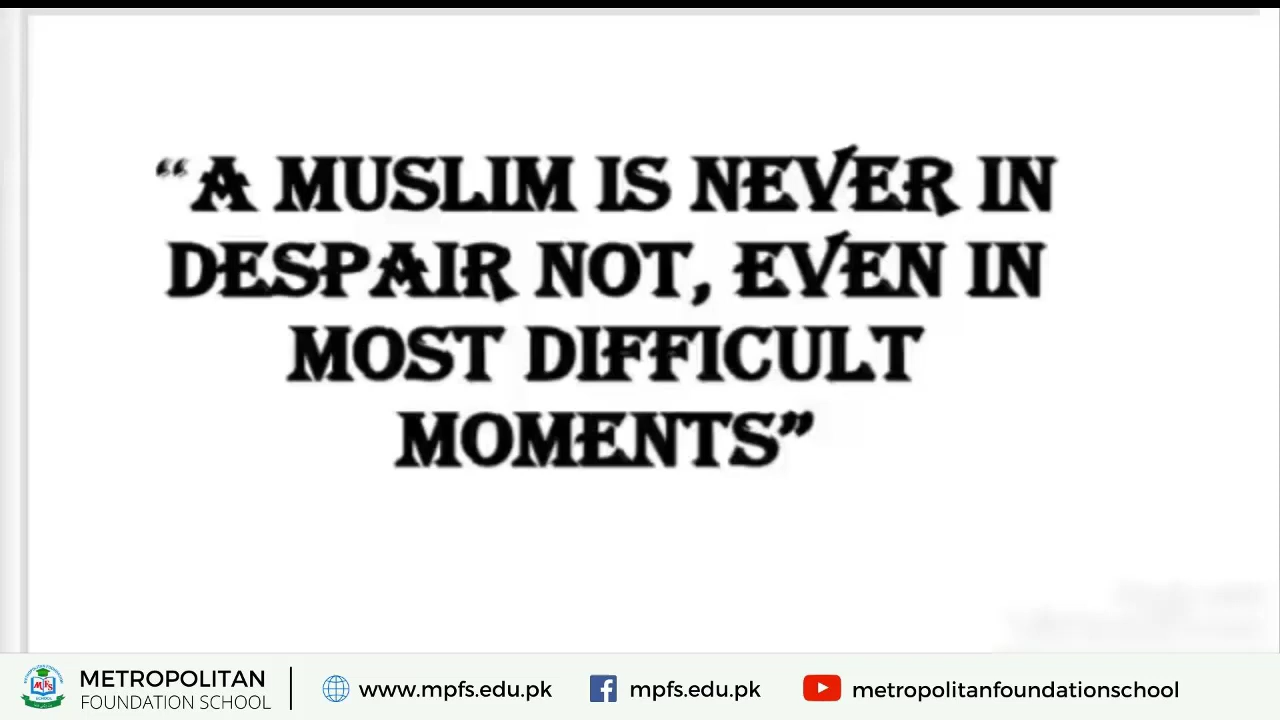 “A MUSLIM IS NEVER IN
DESPAIR NOT, EVEN IN
MOST DIFFICULT
MOMENTS”
METROPOLITAN
FOUNDATION SCHOOL
www.mpfs.edu.pk
mpfs.edu.pk
metropolitanfoundationschool